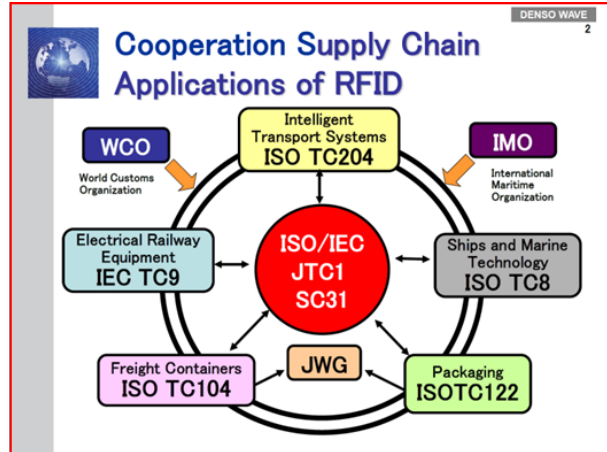 DENSO WAVE
2
Cooperation Supply Chain
Applications of RFID
Intelligent
Transport Systems
ISO TC204
WCO
World Customs
Organization
IMO
International
Maritime
Organization
Electrical Railway
Equipment
IEC TC9
ISO/IEC
JTC1
SC31
Ships and Marine
Technology
ISO TC8
Freight Containers
ISO TC104
JWG
Packaging
ISOTC122